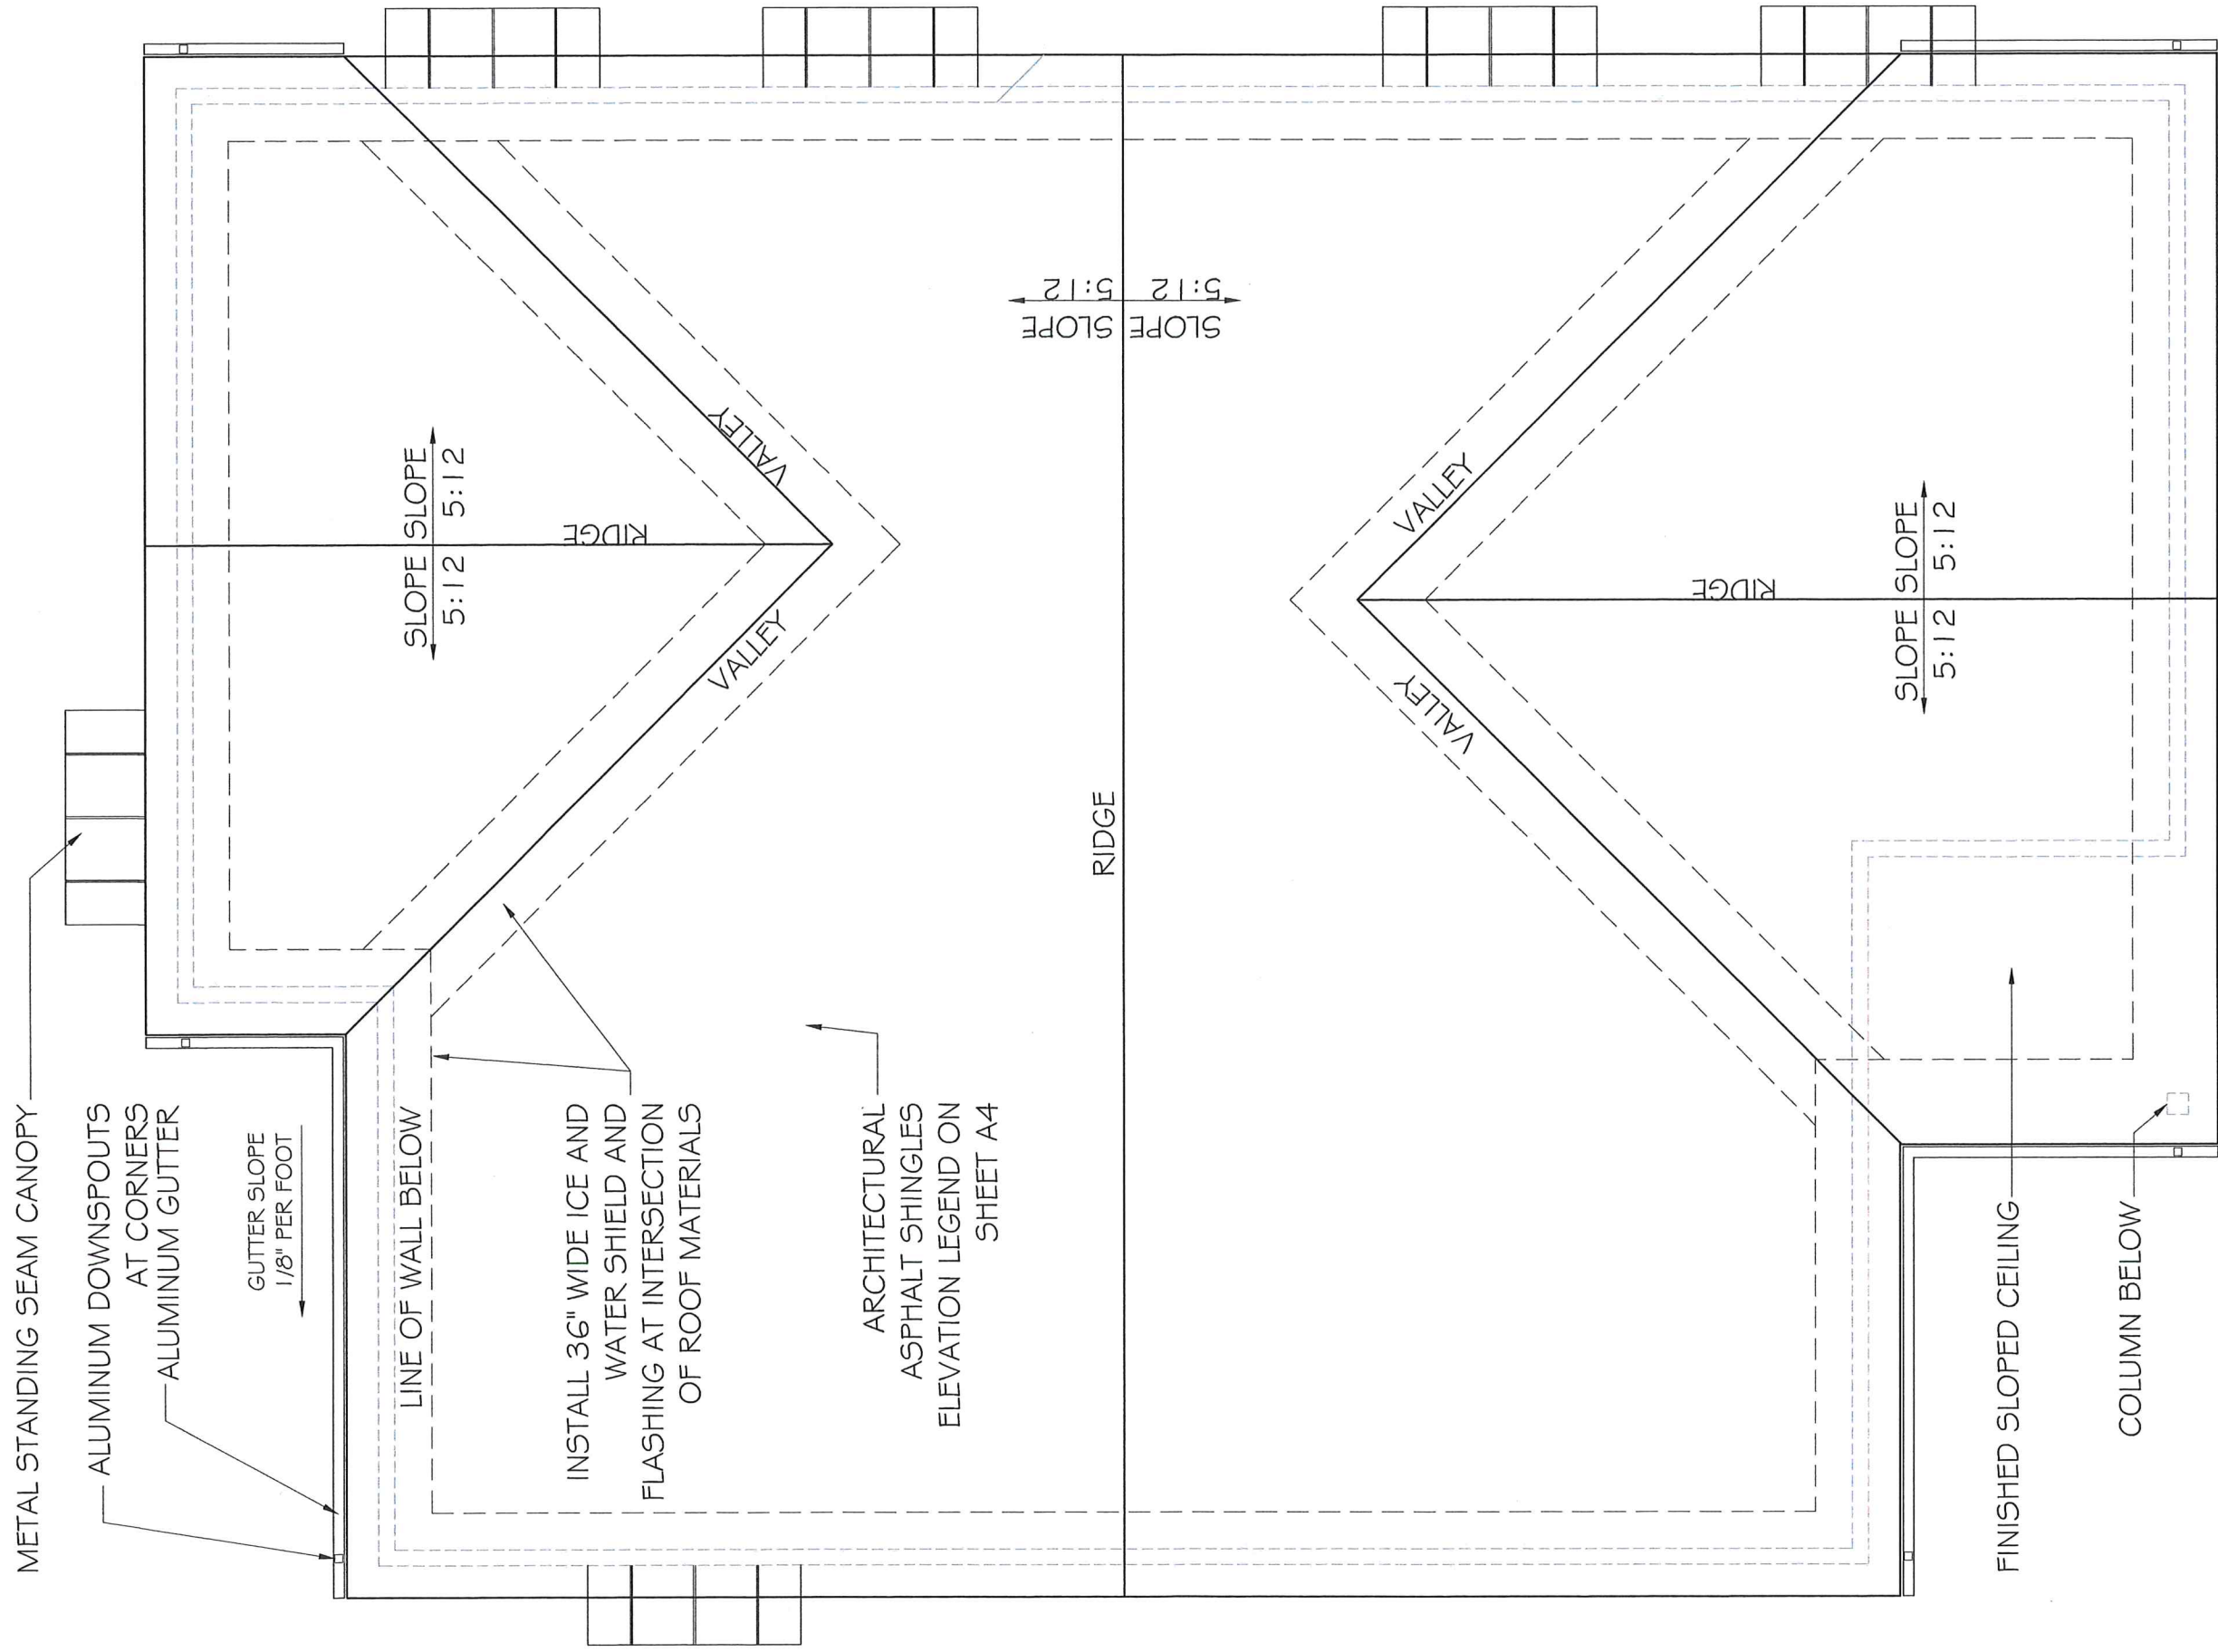 METAL STANDING SEAM CANOPY
ALUMINUM DOWNSPOUTS
AT CORNERS
ALUMINUM GUTTER
GUTTER SLOPE
1/8" PER FOOT
LINE OF WALL BELOW
INSTALL 36" WIDE ICE AND
WATER SHIELD AND
FLASHING AT INTERSECTION
OF ROOF MATERIALS
ARCHITECTURAL
ASPHALT SHINGLES
ELEVATION LEGEND ON
SHEET A4
FINISHED SLOPED CEILING
COLUMN BELOW
SLOPE SLOPE
5:12 5:12
RIDGE
VALLEY
VALLEY
RIDGE
SLOPE SLOPE
5:12 5:12
VALLEY
VALLEY
RIDGE
SLOPE SLOPE
5:12 5:12